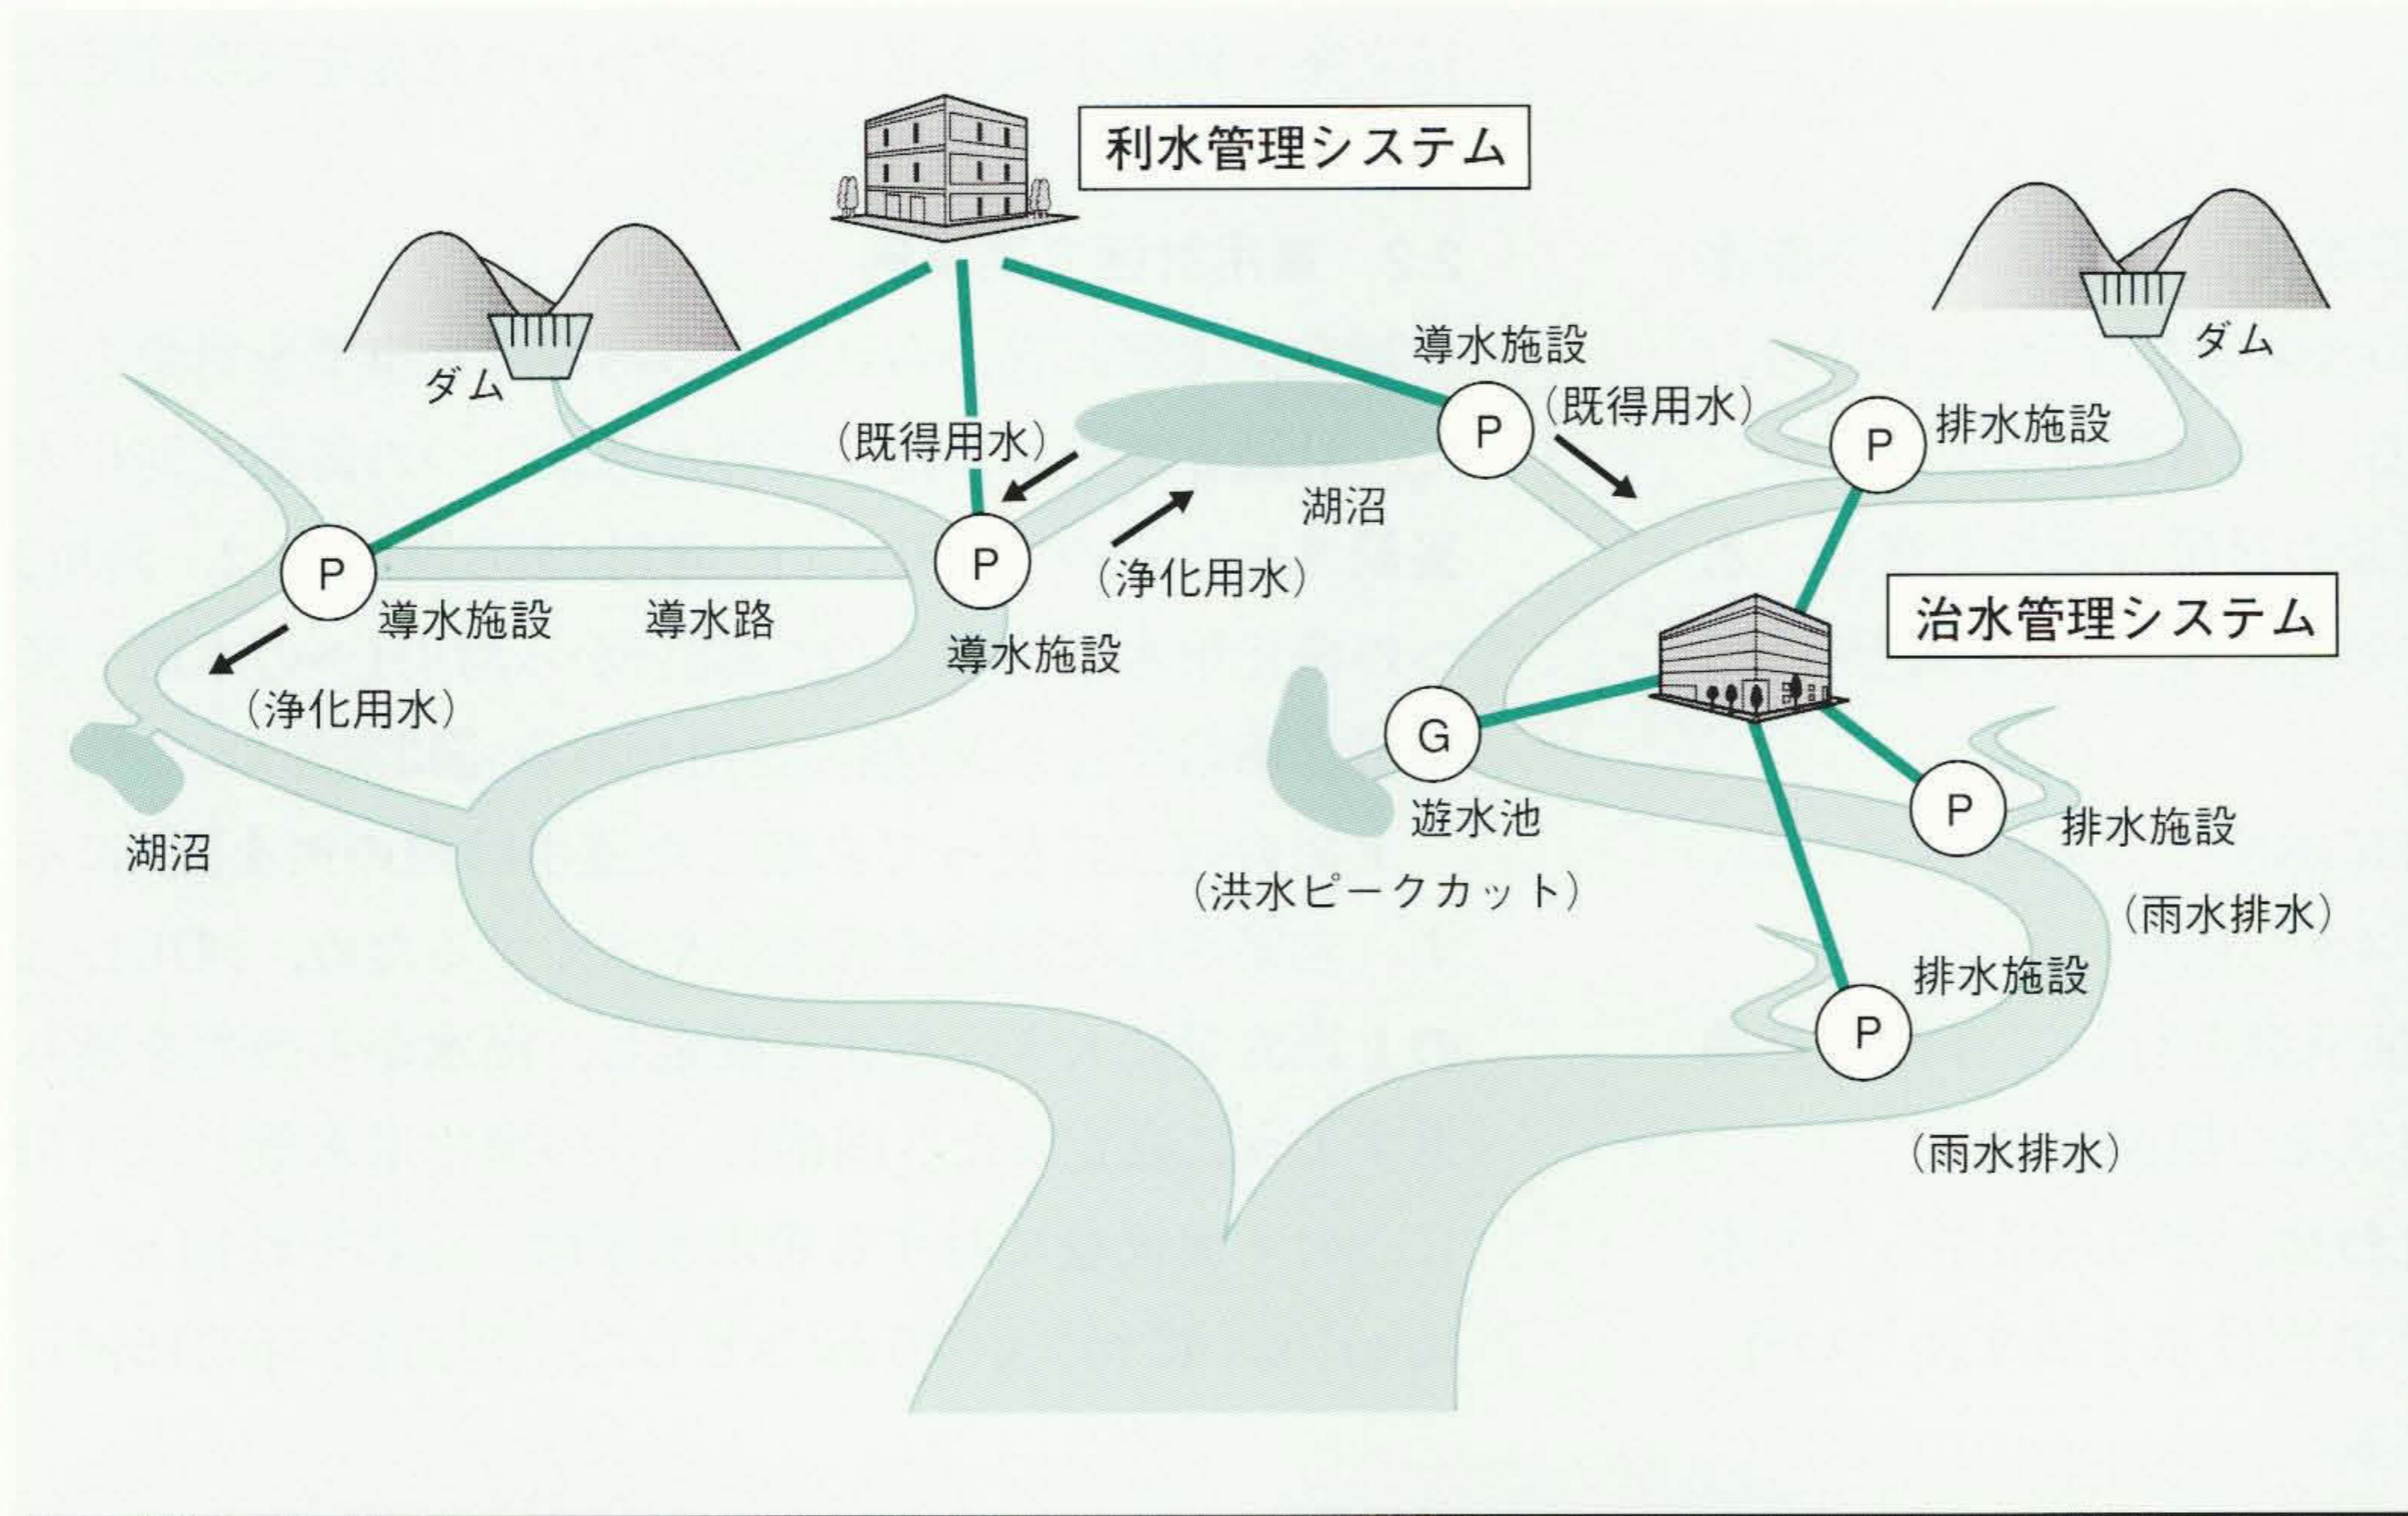 利水管理システム
ダム
ダム
導水施設
(既得用水)
排水施設
(既得用水)
湖沼
(浄化用水)
P
P
P
P
導水施設
導水路
導水施設
(浄化用水)
治水管理システム
G
P
遊水池
排水施設
湖沼
(洪水ピークカット)
(雨水排水)
排水施設
P
(雨水排水)